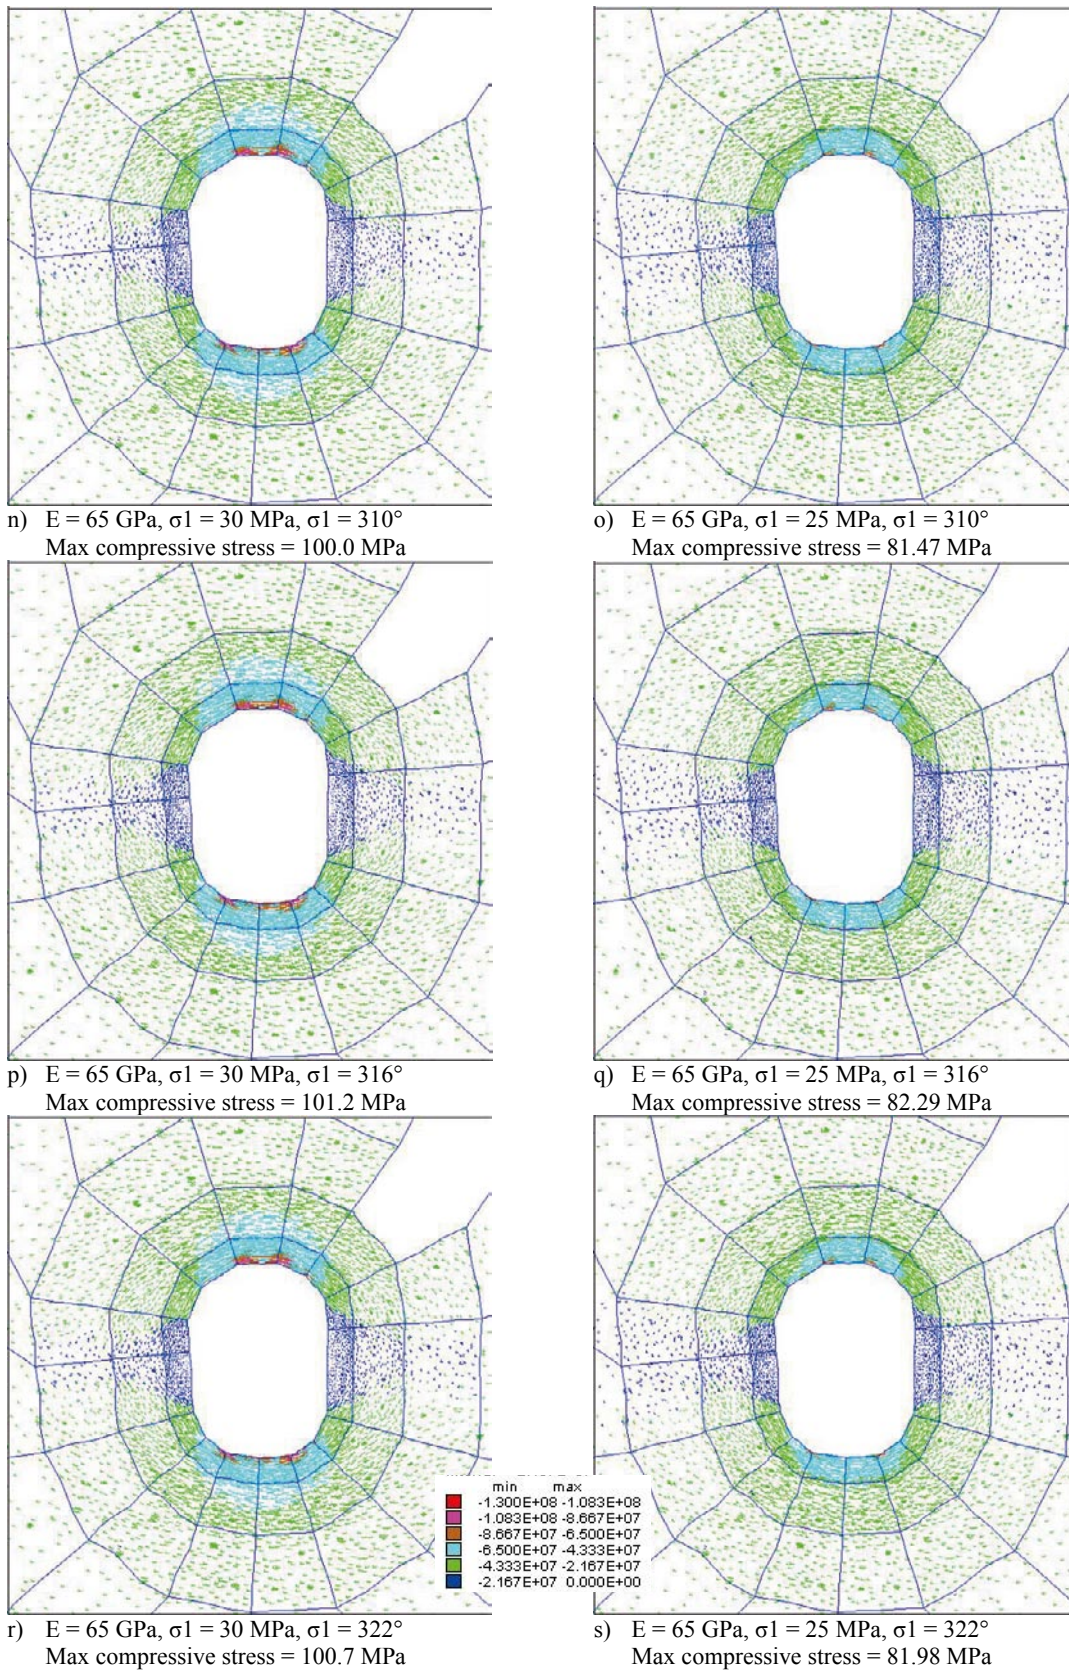 n) E = 65 GPa, σ1 = 30 MPa, σ1 = 310°
Max compressive stress = 100.0 MPa
o) E = 65 GPa, σ1 = 25 MPa, σ1 = 310°
Max compressive stress = 81.47 MPa
p) E = 65 GPa, σ1 = 30 MPa, σ1 = 316°
Max compressive stress = 101.2 MPa
q) E = 65 GPa, σ1 = 25 MPa, σ1 = 316°
Max compressive stress = 82.29 MPa
min max
-1.300E+08 -1.083E+08
-1.083E+08 -8.667E+07
-8.667E+07 -6.500E+07
-6.500E+07 -4.333E+07
-4.333E+07 -2.167E+07
-2.167E+07 0.000E+00
r) E = 65 GPa, σ1 = 30 MPa, σ1 = 322°
Max compressive stress = 100.7 MPa
s) E = 65 GPa, σ1 = 25 MPa, σ1 = 322°
Max compressive stress = 81.98 MPa